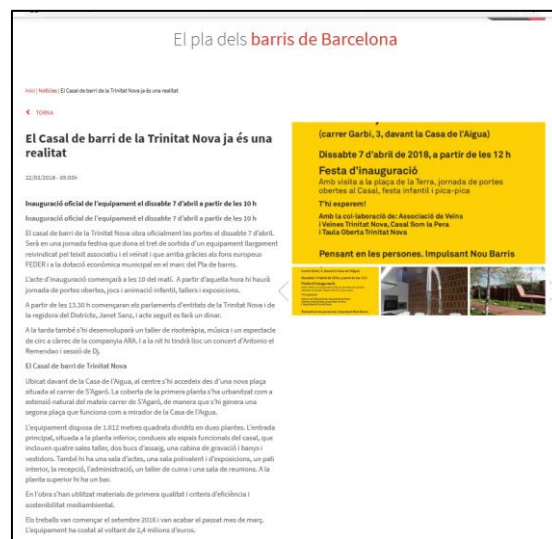 El pla dels barris de Barcelona
Inici | Notícies | El Casal de barri de la Trinitat Nova ja és una realitat
TORNA
El Casal de barri de la Trinitat Nova ja és una
realitat
22/03/2018 - 09:03h
Inauguració oficial de l'equipament el dissabte 7 d'abril a partir de les 10 h
Inauguració oficial de l'equipament el dissabte 7 d'abril a partir de les 10 h
El casal de barri de la Trinitat Nova obra oficialment les portes el dissabte 7 d'abril.
Serà en una jornada festiva que dona el tret de sortida d'un equipament llargament
reivindicat pel teixit associatiu i el veïnat i que arriba gràcies als fons europeus
FEDER i a la dotació econòmica municipal en el marc del Pla de barris.
L'acte d'inauguració començarà a les 10 del matí. A partir d'aquella hora hi haurà
jornada de portes obertes, jocs i animació infantil, tallers i exposicions.
A partir de les 13.30 h començaran els parlaments d'entitats de la Trinitat Nova i de
la regidora del Districte, Janet Sanz, i acte seguit es farà un dinar.
A la tarda també s'hi desenvoluparà un taller de risoteràpia, música i un espectacle
de circ a càrrec de la companyia ARA. I a la nit hi tindrà lloc un concert d'Antonio el
Remendao i sessió de Dj.
El Casal de barri de Trinitat Nova
Ubicat davant de la Casa de l'Aigua, al centre s'hi accedeix des d'una nova plaça
situada al carrer de S'Agaró. La coberta de la primera planta s'ha urbanitzat com a
extensió natural del mateix carrer de S'Agaró, de manera que s'hi genera una
segona plaça que funciona com a mirador de la Casa de l'Aigua.
L'equipament disposa de 1.812 metres quadrats dividits en dues plantes. L'entrada
principal, situada a la planta inferior, condueix als espais funcionals del casal, que
inclouen quatre sales taller, dos bucs d'assaig, una cabina de gravació i banys i
vestidors. També hi ha una sala d'actes, una sala polivalent i d'exposicions, un pati
interior, la recepció, l'administració, un taller de cuina i una sala de reunions. A la
planta superior hi ha un bar.
En l'obra s'han utilitzat materials de primera qualitat i criteris d'eficiència i
sostenibilitat mediambiental.
Els treballs van començar el setembre 2016 i van acabar el passat mes de març.
L'equipament ha costat al voltant de 2,4 milions d'euros.
(carrer Garbí, 3, davant la Casa de l'Aigua)
Dissabte 7 d'abril de 2018, a partir de les 12 h
Festa d'inauguració
Amb visita a la plaça de la Terra, jornada de portes
obertes al Casal, festa infantil i pica-pica
T'hi esperem!
Amb la col·laboració de: Associació de Veïns
i Veïnes Trinitat Nova, Casal Som la Pera
i Taula Oberta Trinitat Nova
Pensant en les persones. Impulsant Nou Barris